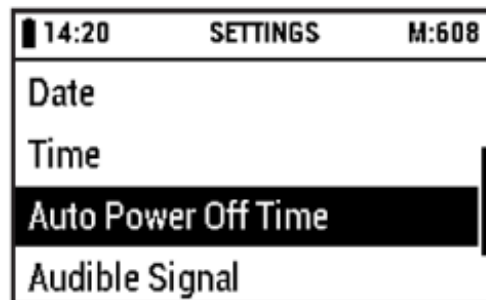 14:20 SETTINGS M:608
Date
Time
Auto Power Off Time
Audible Signal